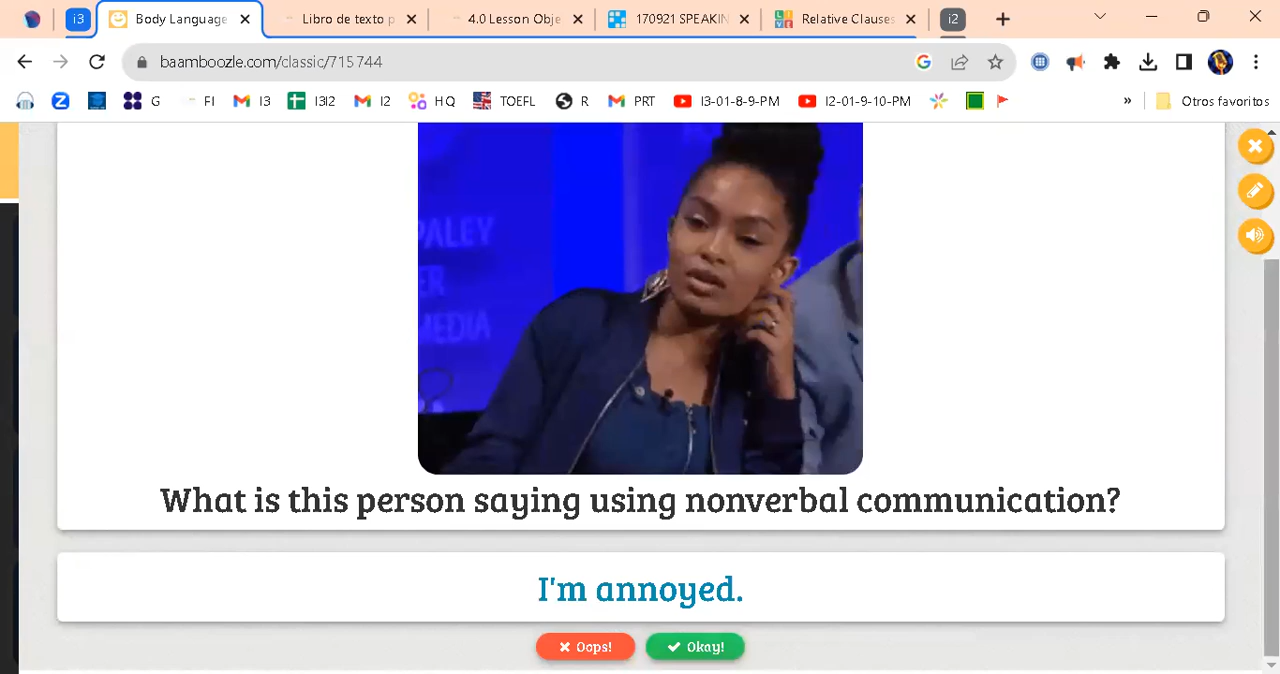 i3
Body Language
Libro de texto p
4.0 Lesson Obje
170921 SPEAKIN
Relative Clauses
i2
baamboozle.com/classic/715744
G
FI
I3
I3I2
I2
HQ
TOEFL
R
PRT
I3-01-8-9-PM
I2-01-9-10-PM
»
Otros favoritos
PALEY
ER
MEDIA
What is this person saying using nonverbal communication?
I'm annoyed.
Oops!
Okay!